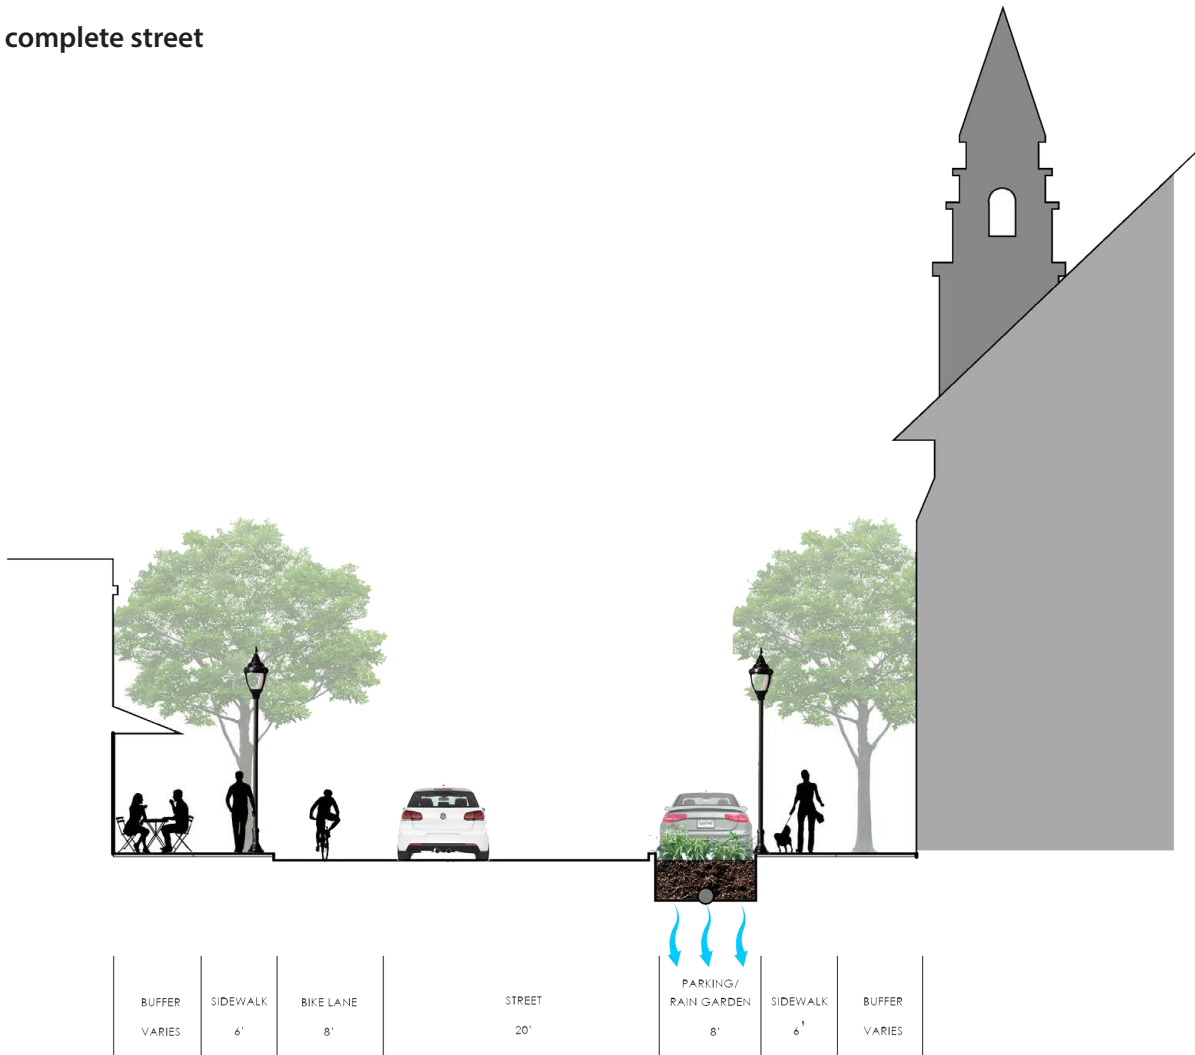 complete street
BUFFER
VARIES
SIDEWALK
6'
BIKE LANE
8'
STREET
20'
PARKING/
RAIN GARDEN
8'
SIDEWALK
6'
BUFFER
VARIES